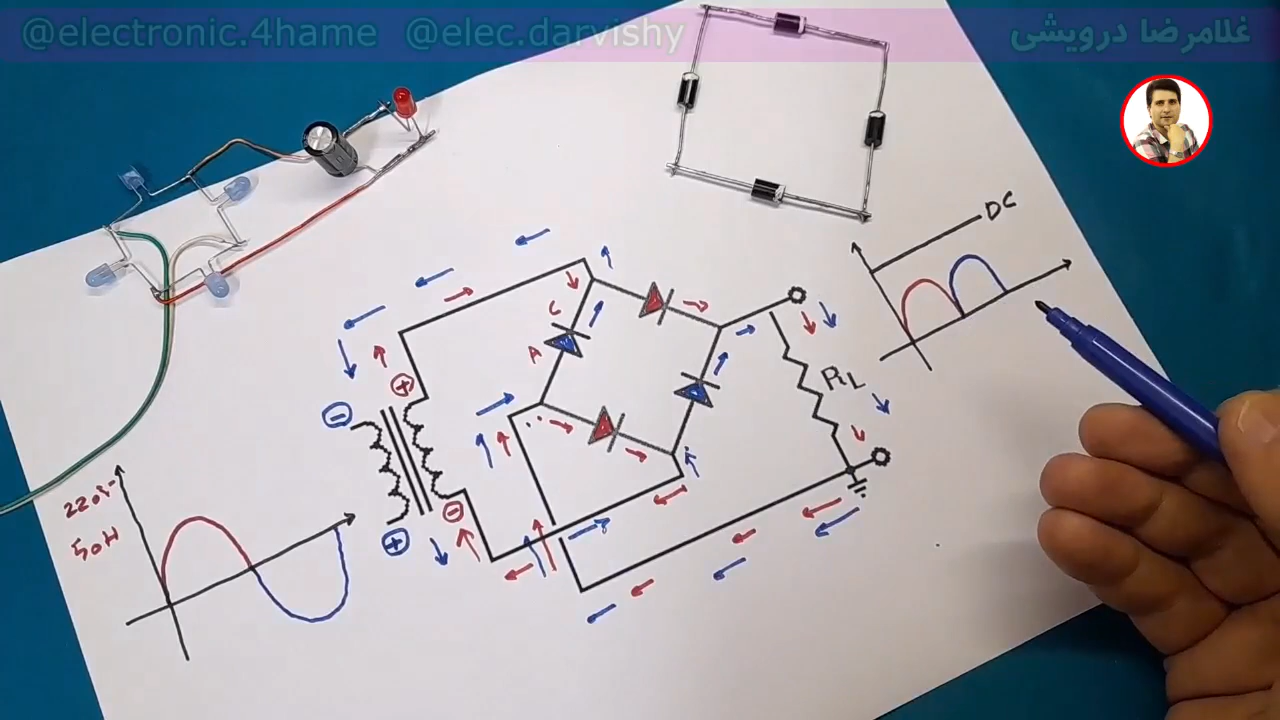 @electronic.4hame @elec.darvishy غلامرضا درویشی
DC
C
A
+
-
RL
220v
50H
-
+